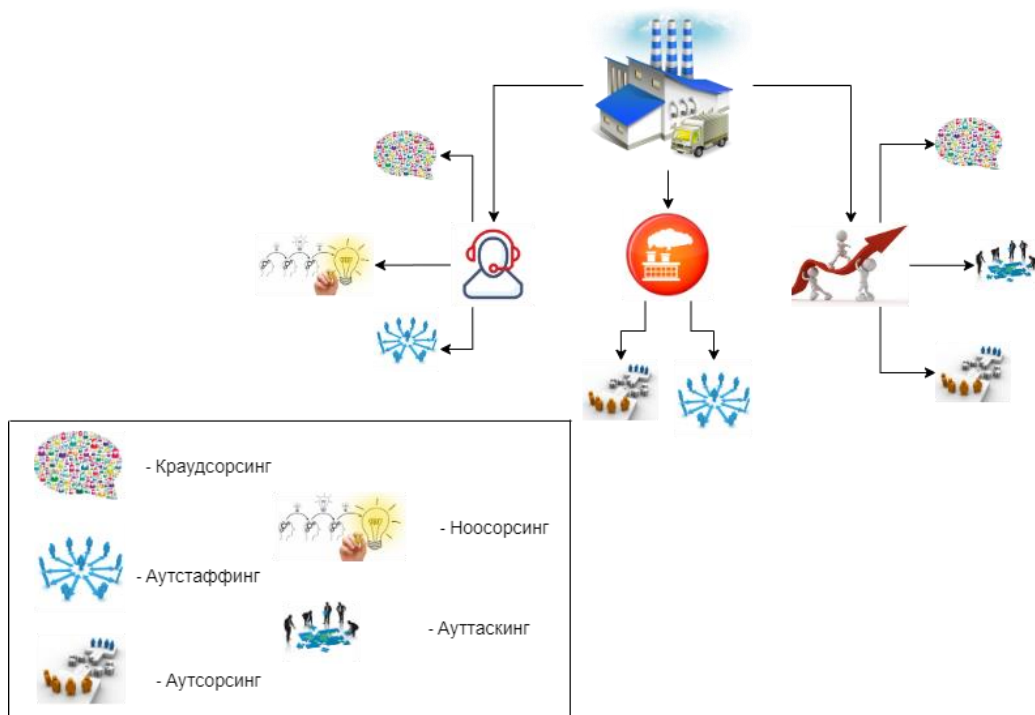 - Краудсорсинг
- Ноосорсинг
- Аутстаффинг
- Ауттаскинг
- Аутсорсинг